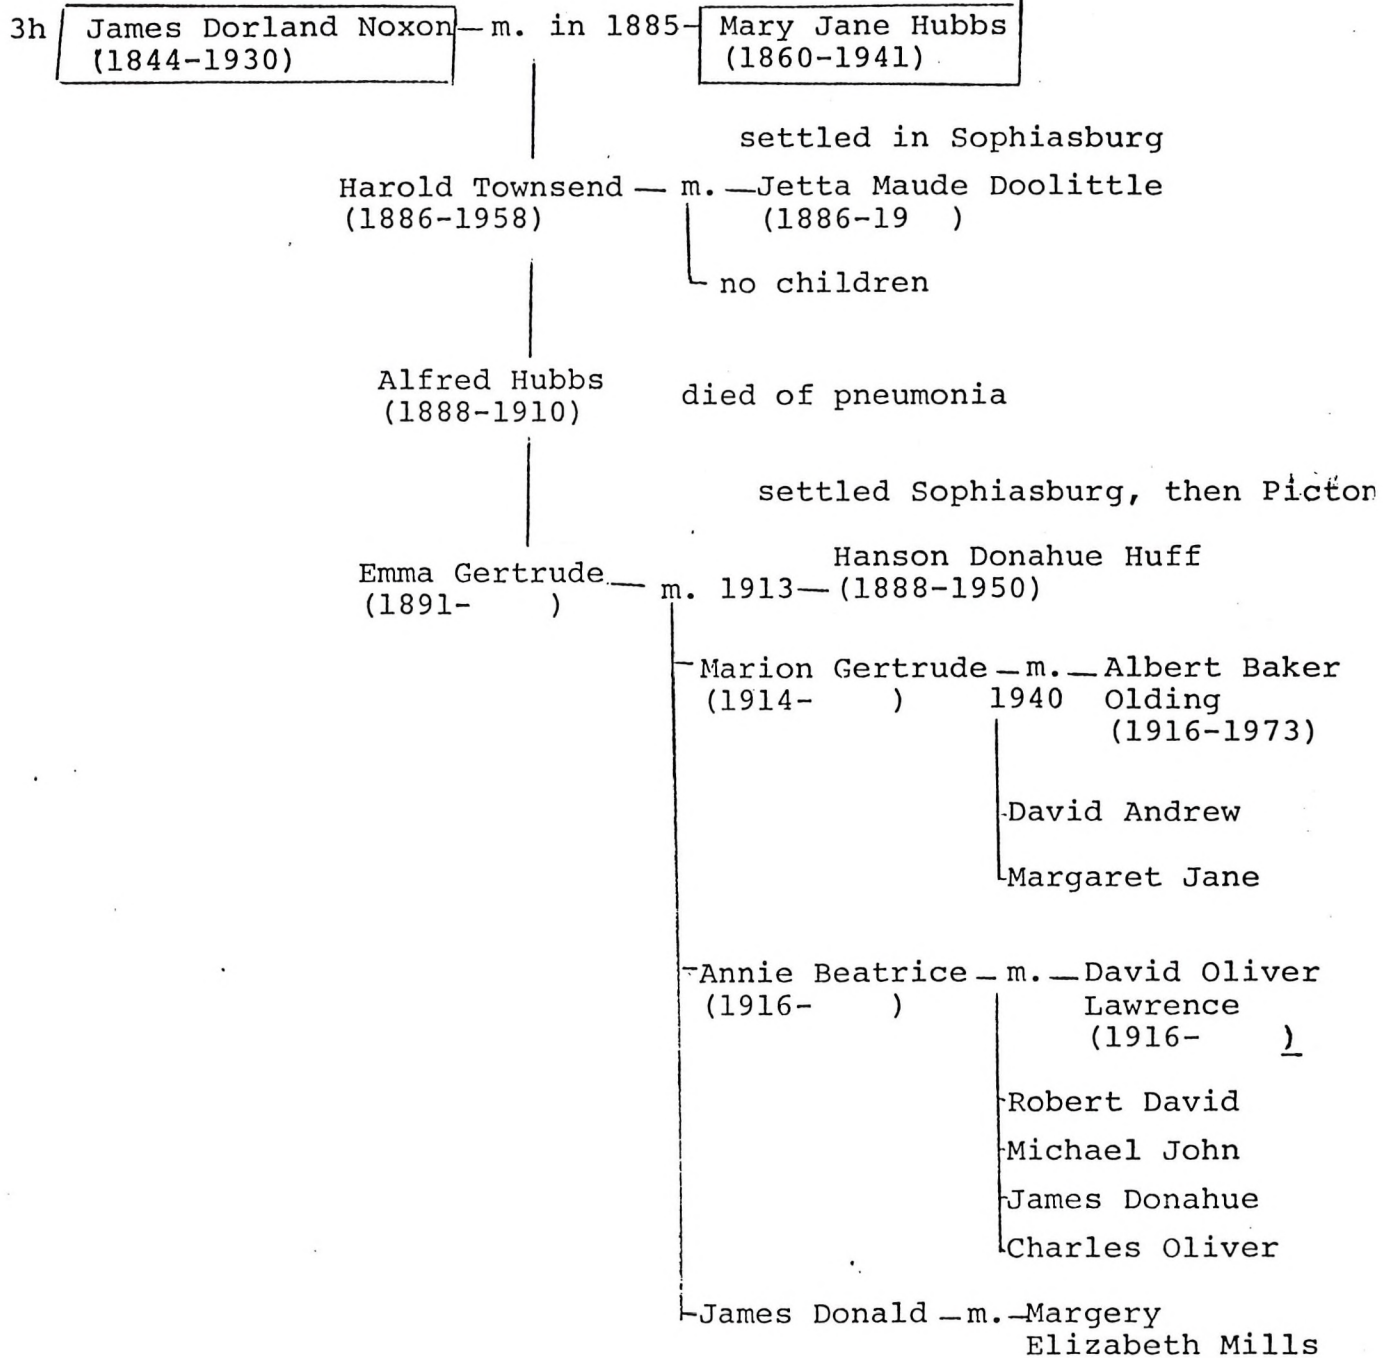 3h James Dorland Noxon — m. in 1885 — Mary Jane Hubbs
(1844-1930) (1860-1941)
settled in Sophiasburg
Harold Townsend — m. — Jetta Maude Doolittle
(1886-1958) (1886-19 )
no children
Alfred Hubbs
died of pneumonia
(1888-1910)
settled Sophiasburg, then Picton
Hanson Donahue Huff
Emma Gertrude — m. 1913 — (1888-1950)
(1891- )
Marion Gertrude — m. — Albert Baker
(1914- ) 1940 Olding
(1916-1973)
David Andrew
Margaret Jane
Annie Beatrice — m. — David Oliver
(1916- ) Lawrence
(1916- )
Robert David
Michael John
James Donahue
Charles Oliver
James Donald — m. — Margery
Elizabeth Mills